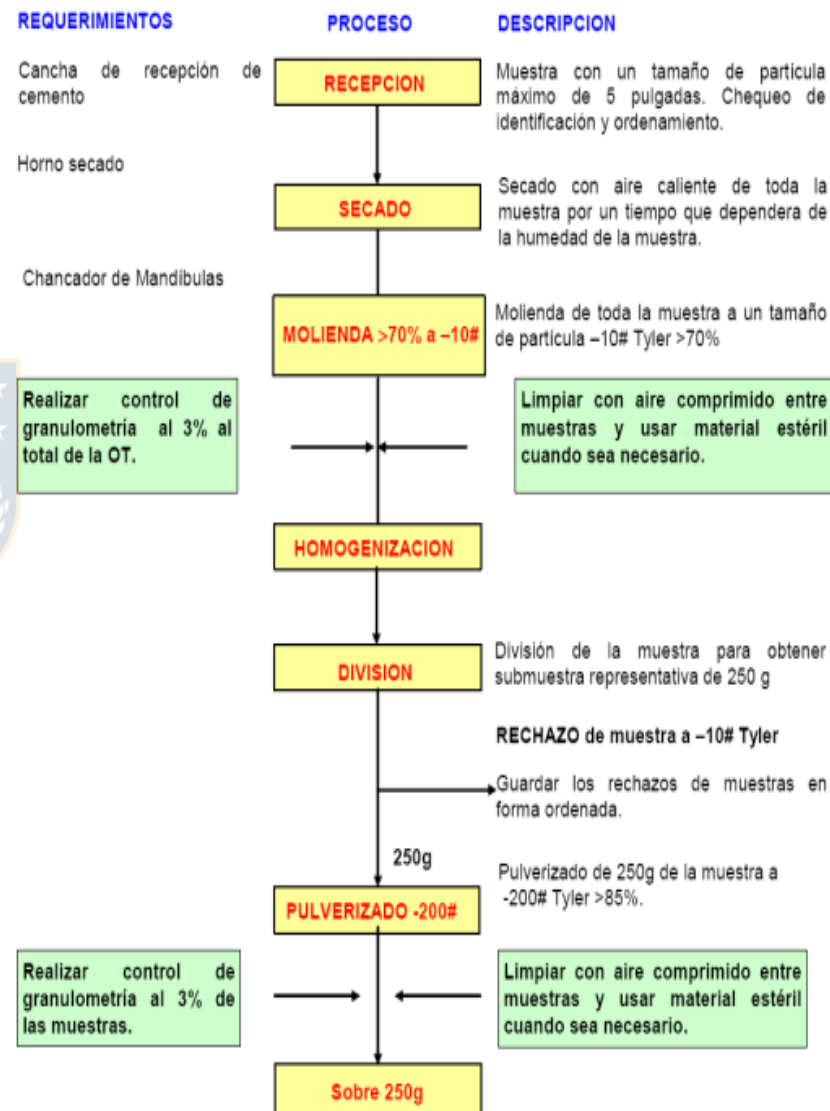 REQUERIMIENTOS
PROCESO
DESCRIPCION
Cancha de recepción de
cemento
RECEPCION
Muestra con un tamaño de particula
máximo de 5 pulgadas. Chequeo de
identificación y ordenamiento.
Horno secado
SECADO
Secado con aire caliente de toda la
muestra por un tiempo que dependera de
la humedad de la muestra.
Chancador de Mandibulas
MOLIENDA >70% a –10#
Molienda de toda la muestra a un tamaño
de particula –10# Tyler >70%
Realizar control de
granulometría al 3% al
total de la OT.
Limpiar con aire comprimido entre
muestras y usar material estéril
cuando sea necesario.
HOMOGENIZACION
DIVISION
División de la muestra para obtener
submuestra representativa de 250 g
RECHAZO de muestra a –10# Tyler
Guardar los rechazos de muestras en
forma ordenada.
250g
PULVERIZADO -200#
Pulverizado de 250g de la muestra a
-200# Tyler >85%.
Realizar control de
granulometría al 3% de
las muestras.
Limpiar con aire comprimido entre
muestras y usar material estéril
cuando sea necesario.
Sobre 250g